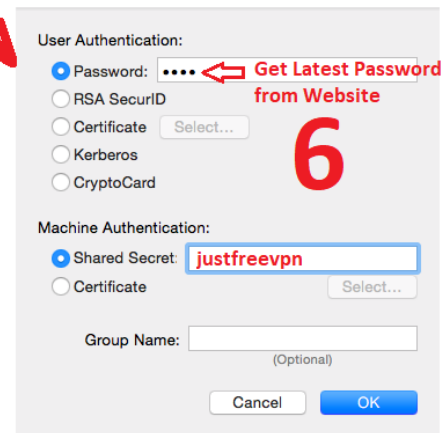 User Authentication:
Password: •••• Get Latest Password
from Website
RSA SecurID
Certificate Select...
6
Kerberos
CryptoCard
Machine Authentication:
Shared Secret: justfreevpn
Certificate Select...
Group Name:
(Optional)
Cancel OK